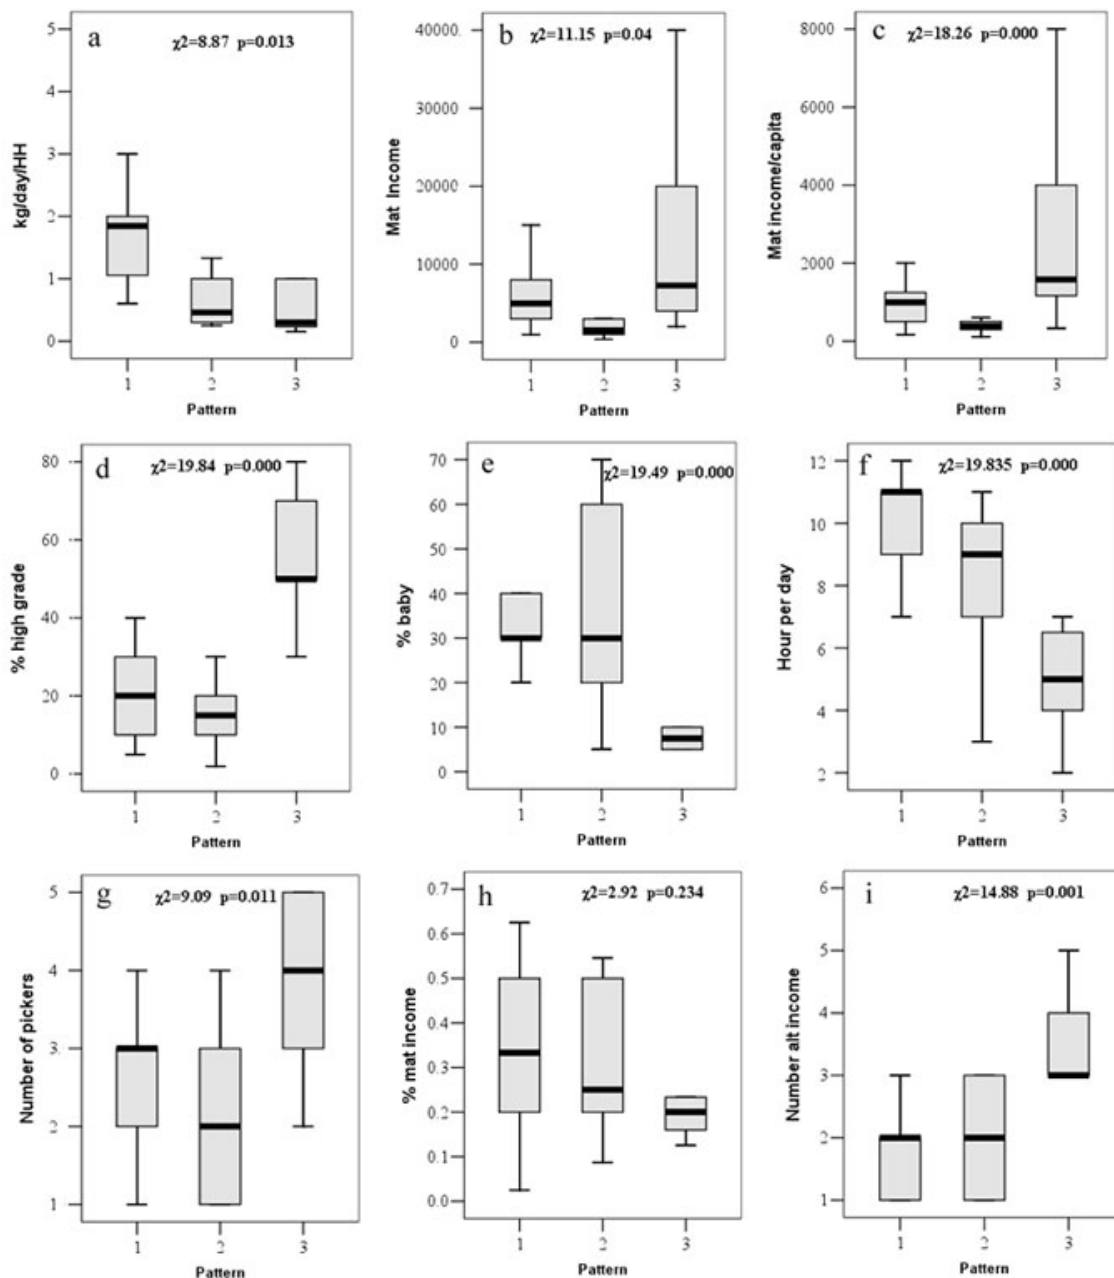 a
χ2=8.87 p=0.013
kg/day/HH
5
4
3
2
1
0
1 2 3
Pattern
b
χ2=11.15 p=0.04
Mat Income
40000
30000
20000
10000
0
1 2 3
Pattern
c
χ2=18.26 p=0.000
Mat income/capita
8000
6000
4000
2000
0
1 2 3
Pattern
d
χ2=19.84 p=0.000
% high grade
80
60
40
20
0
1 2 3
Pattern
e
χ2=19.49 p=0.000
% baby
70
60
50
40
30
20
10
0
1 2 3
Pattern
f
χ2=19.835 p=0.000
Hour per day
12
10
8
6
4
2
1 2 3
Pattern
g
χ2=9.09 p=0.011
Number of pickers
5
4
3
2
1
1 2 3
Pattern
h
χ2=2.92 p=0.234
% mat income
0.7
0.6
0.5
0.4
0.3
0.2
0.1
0.0
1 2 3
Pattern
i
χ2=14.88 p=0.001
Number alt income
6
5
4
3
2
1
1 2 3
Pattern